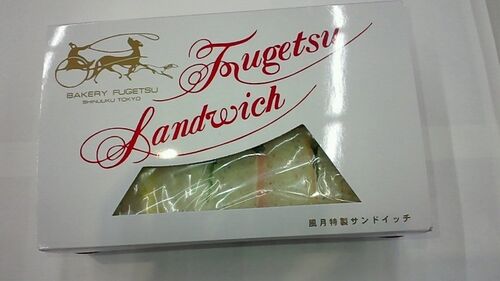 Fugetsu
BAKERY FUGETSU
SHINJUKU TOKYO
Sandwich
風月特製サンドイッチ